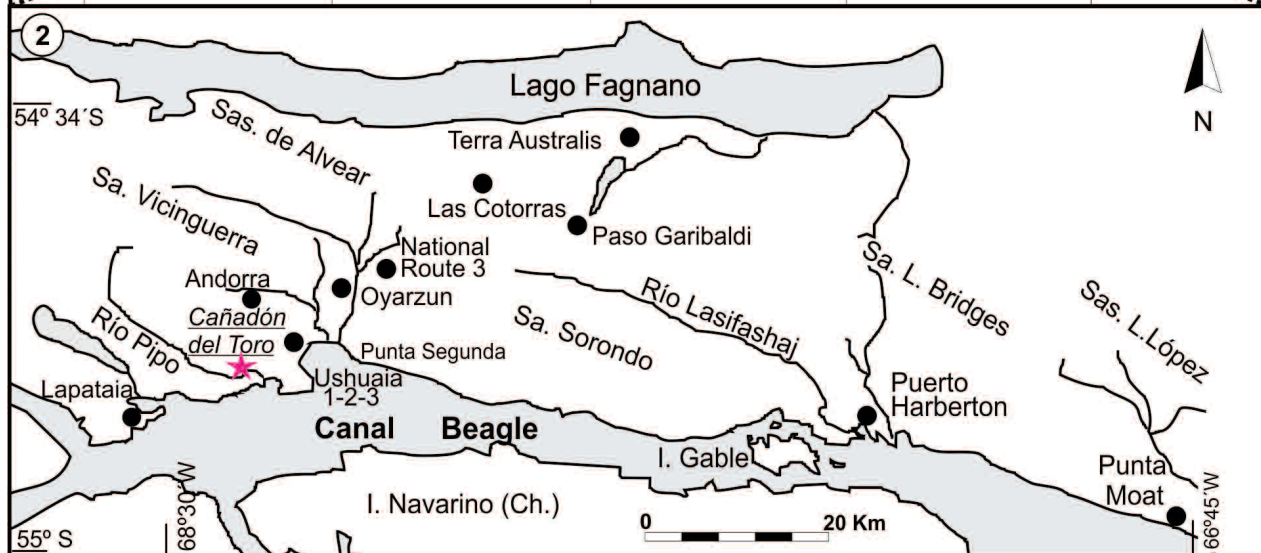 2
Lago Fagnano
54º 34´S
Terra Australis
Sas. de Alvear
Sa. Vicinguerra
Las Cotorras
Paso Garibaldi
National
Route 3
Andorra
Oyarzun
Cañadón
del Toro
Río Pipo
Punta Segunda
Ushuaia
1-2-3
Lapataia
Sa. Sorondo
Río Lasifashaj
Sa. L. Bridges
Sas. L.López
Puerto
Harberton
Canal Beagle
I. Gable
Punta
Moat
I. Navarino (Ch.)
0 20 Km
68º30´W
66º45´W
55º S
N